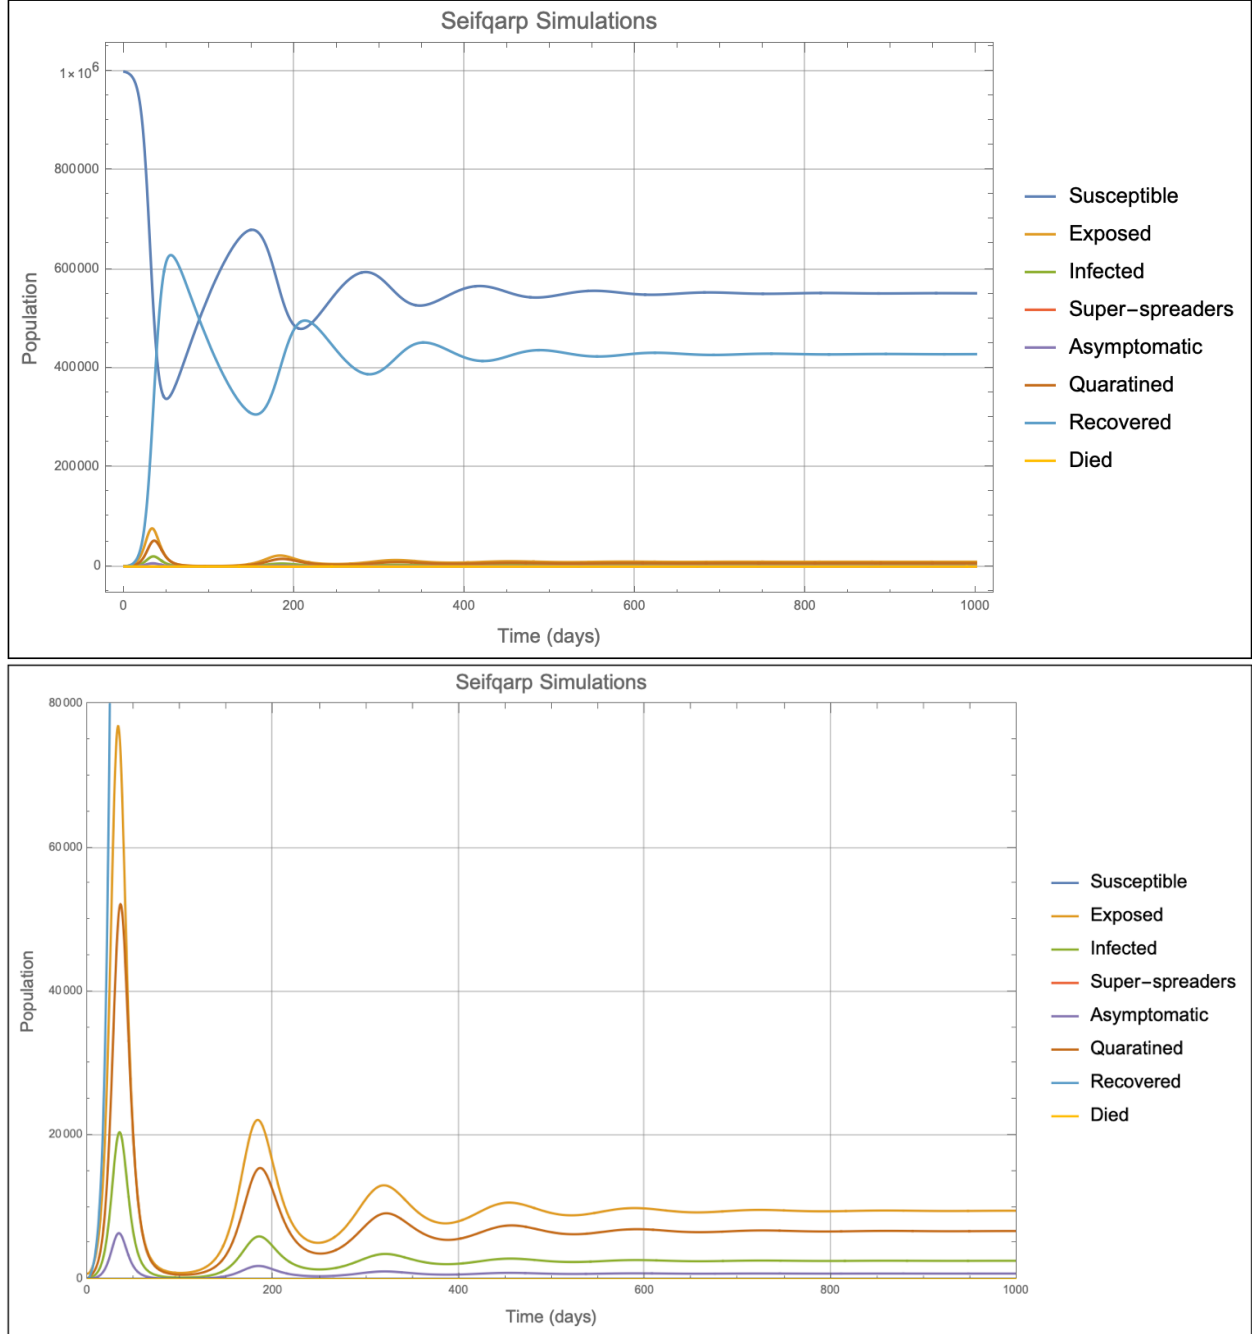 Seifqarp Simulations
1×10⁶
800000
600000
400000
200000
0
Population
0 200 400 600 800 1000
Time (days)
Susceptible
Exposed
Infected
Super−spreaders
Asymptomatic
Quaratined
Recovered
Died
Seifqarp Simulations
80000
60000
40000
20000
0
Population
0 200 400 600 800 1000
Time (days)
Susceptible
Exposed
Infected
Super−spreaders
Asymptomatic
Quaratined
Recovered
Died